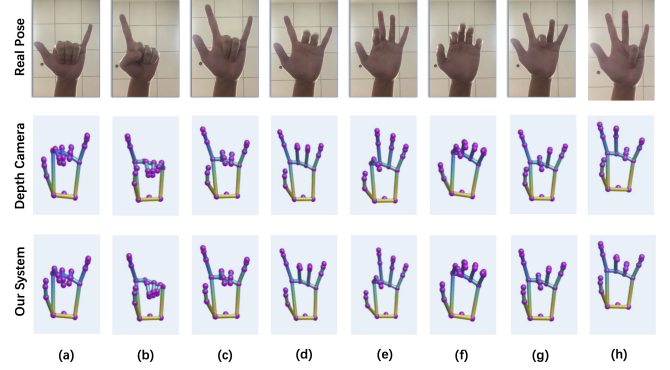 Real Pose
Depth Camera
Our System
(a) (b) (c) (d) (e) (f) (g) (h)